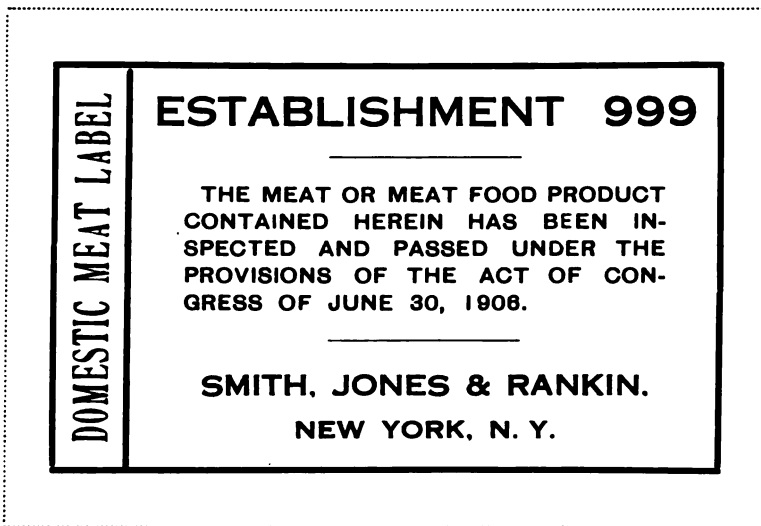 DOMESTIC MEAT LABEL
ESTABLISHMENT 999
THE MEAT OR MEAT FOOD PRODUCT
CONTAINED HEREIN HAS BEEN IN-
SPECTED AND PASSED UNDER THE
PROVISIONS OF THE ACT OF CON-
GRESS OF JUNE 30, 1906.
SMITH, JONES & RANKIN.
NEW YORK, N. Y.